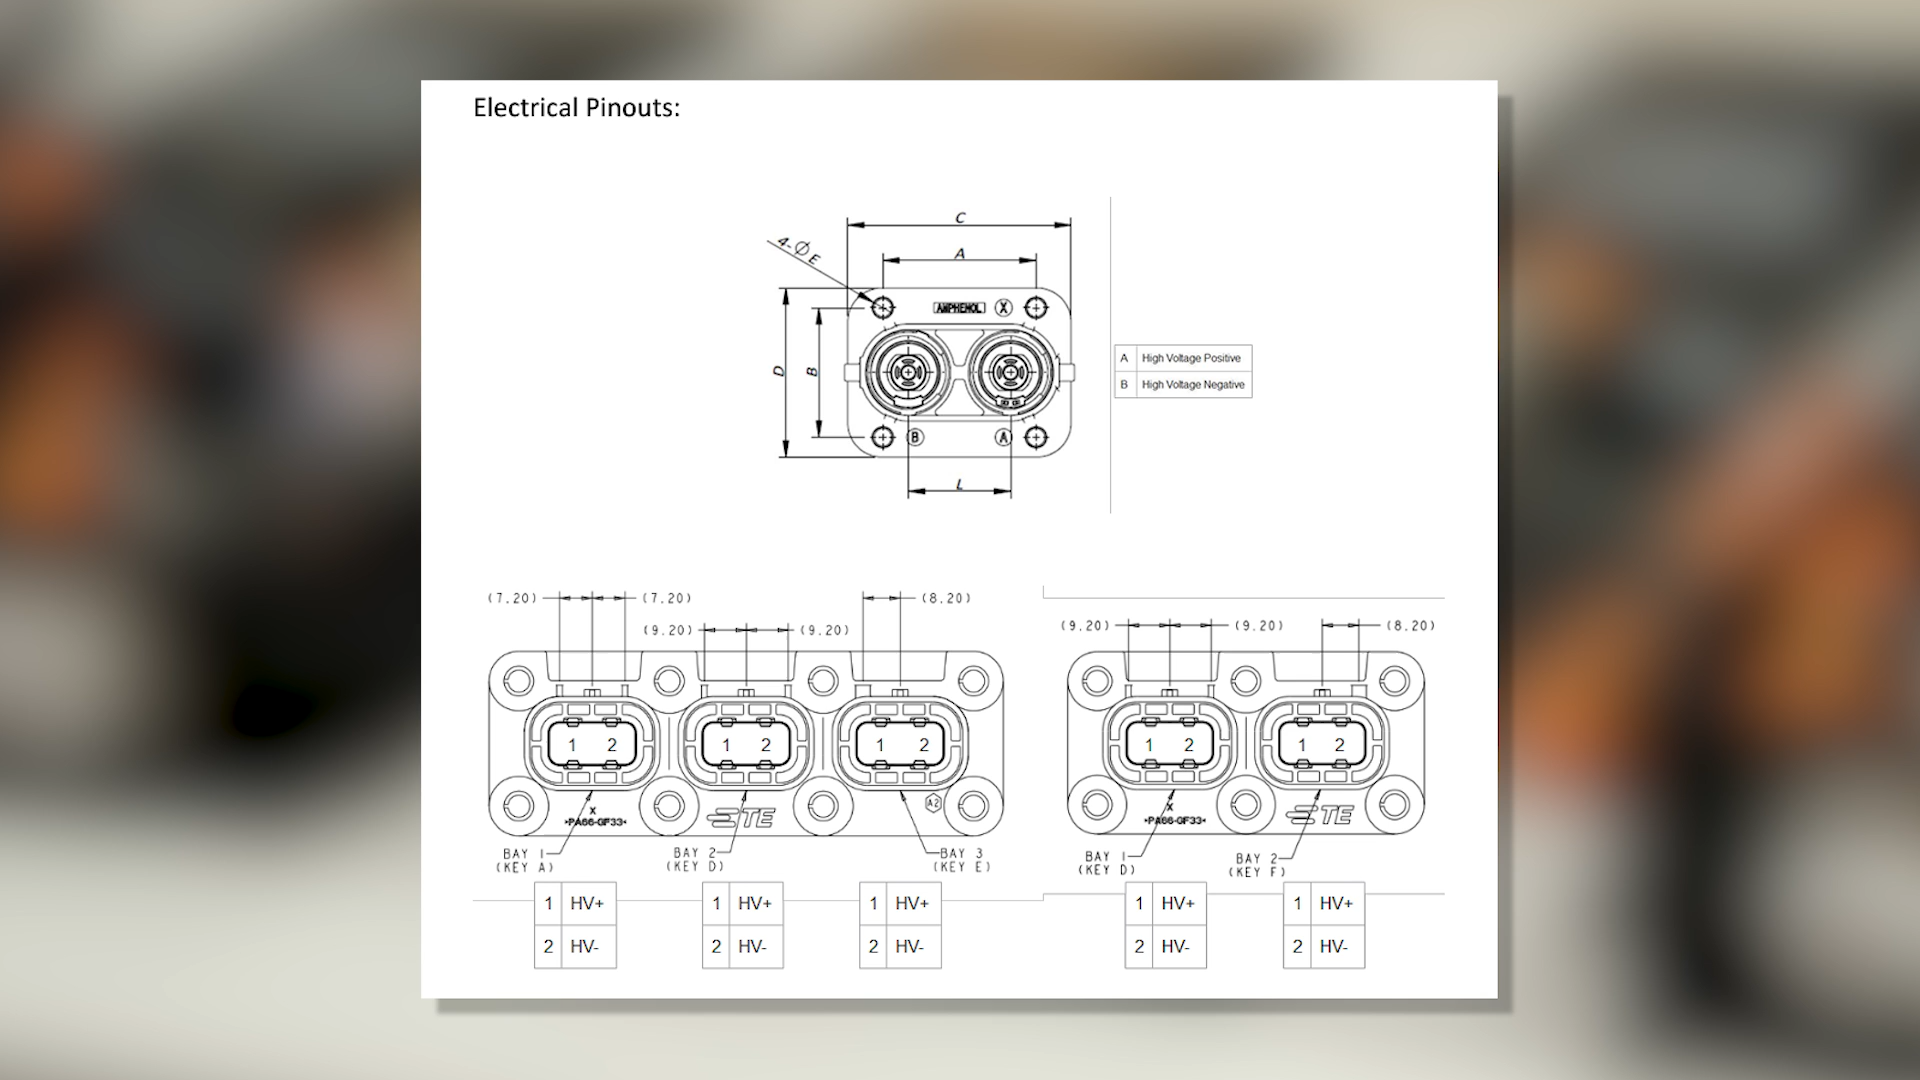 Electrical Pinouts:
C
4-∅E
A
AMPHENOL X
D
B
A High Voltage Positive
B High Voltage Negative
B A
L
(7.20) (7.20) (8.20)
(9.20) (9.20)
(9.20) (9.20) (8.20)
1 2 1 2 1 2
1 2 1 2
X
>PA66-GF33<
TE
A2
X
>PA66-GF33<
TE
BAY 1
(KEY A)
BAY 2
(KEY D)
BAY 3
(KEY E)
BAY 1
(KEY D)
BAY 2
(KEY F)
1 HV+
2 HV-
1 HV+
2 HV-
1 HV+
2 HV-
1 HV+
2 HV-
1 HV+
2 HV-